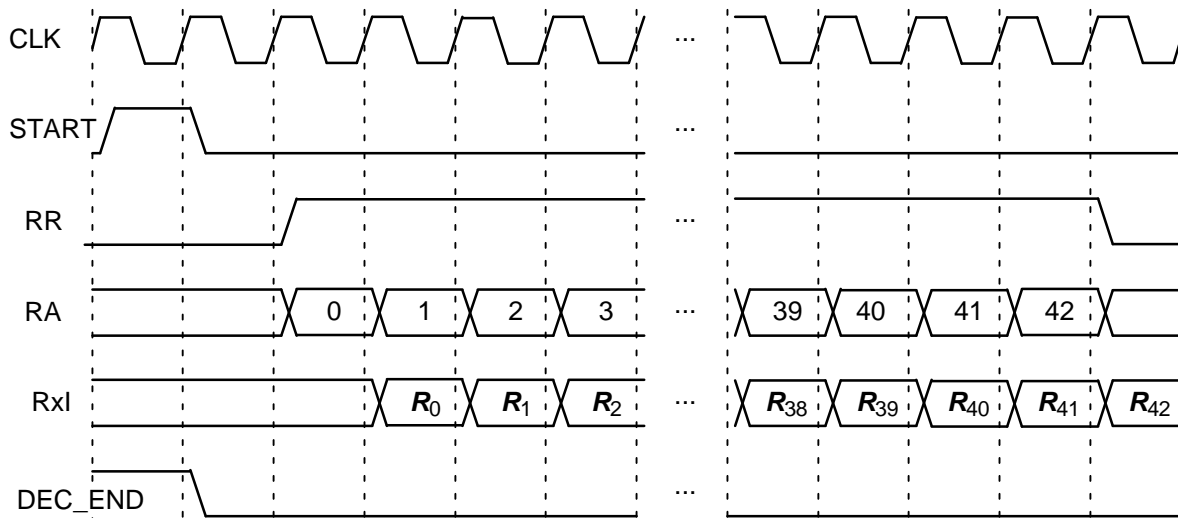 CLK ...
START ...
RR ...
RA 0 1 2 3 ... 39 40 41 42
RxI R0 R1 R2 ... R38 R39 R40 R41 R42
DEC_END ...